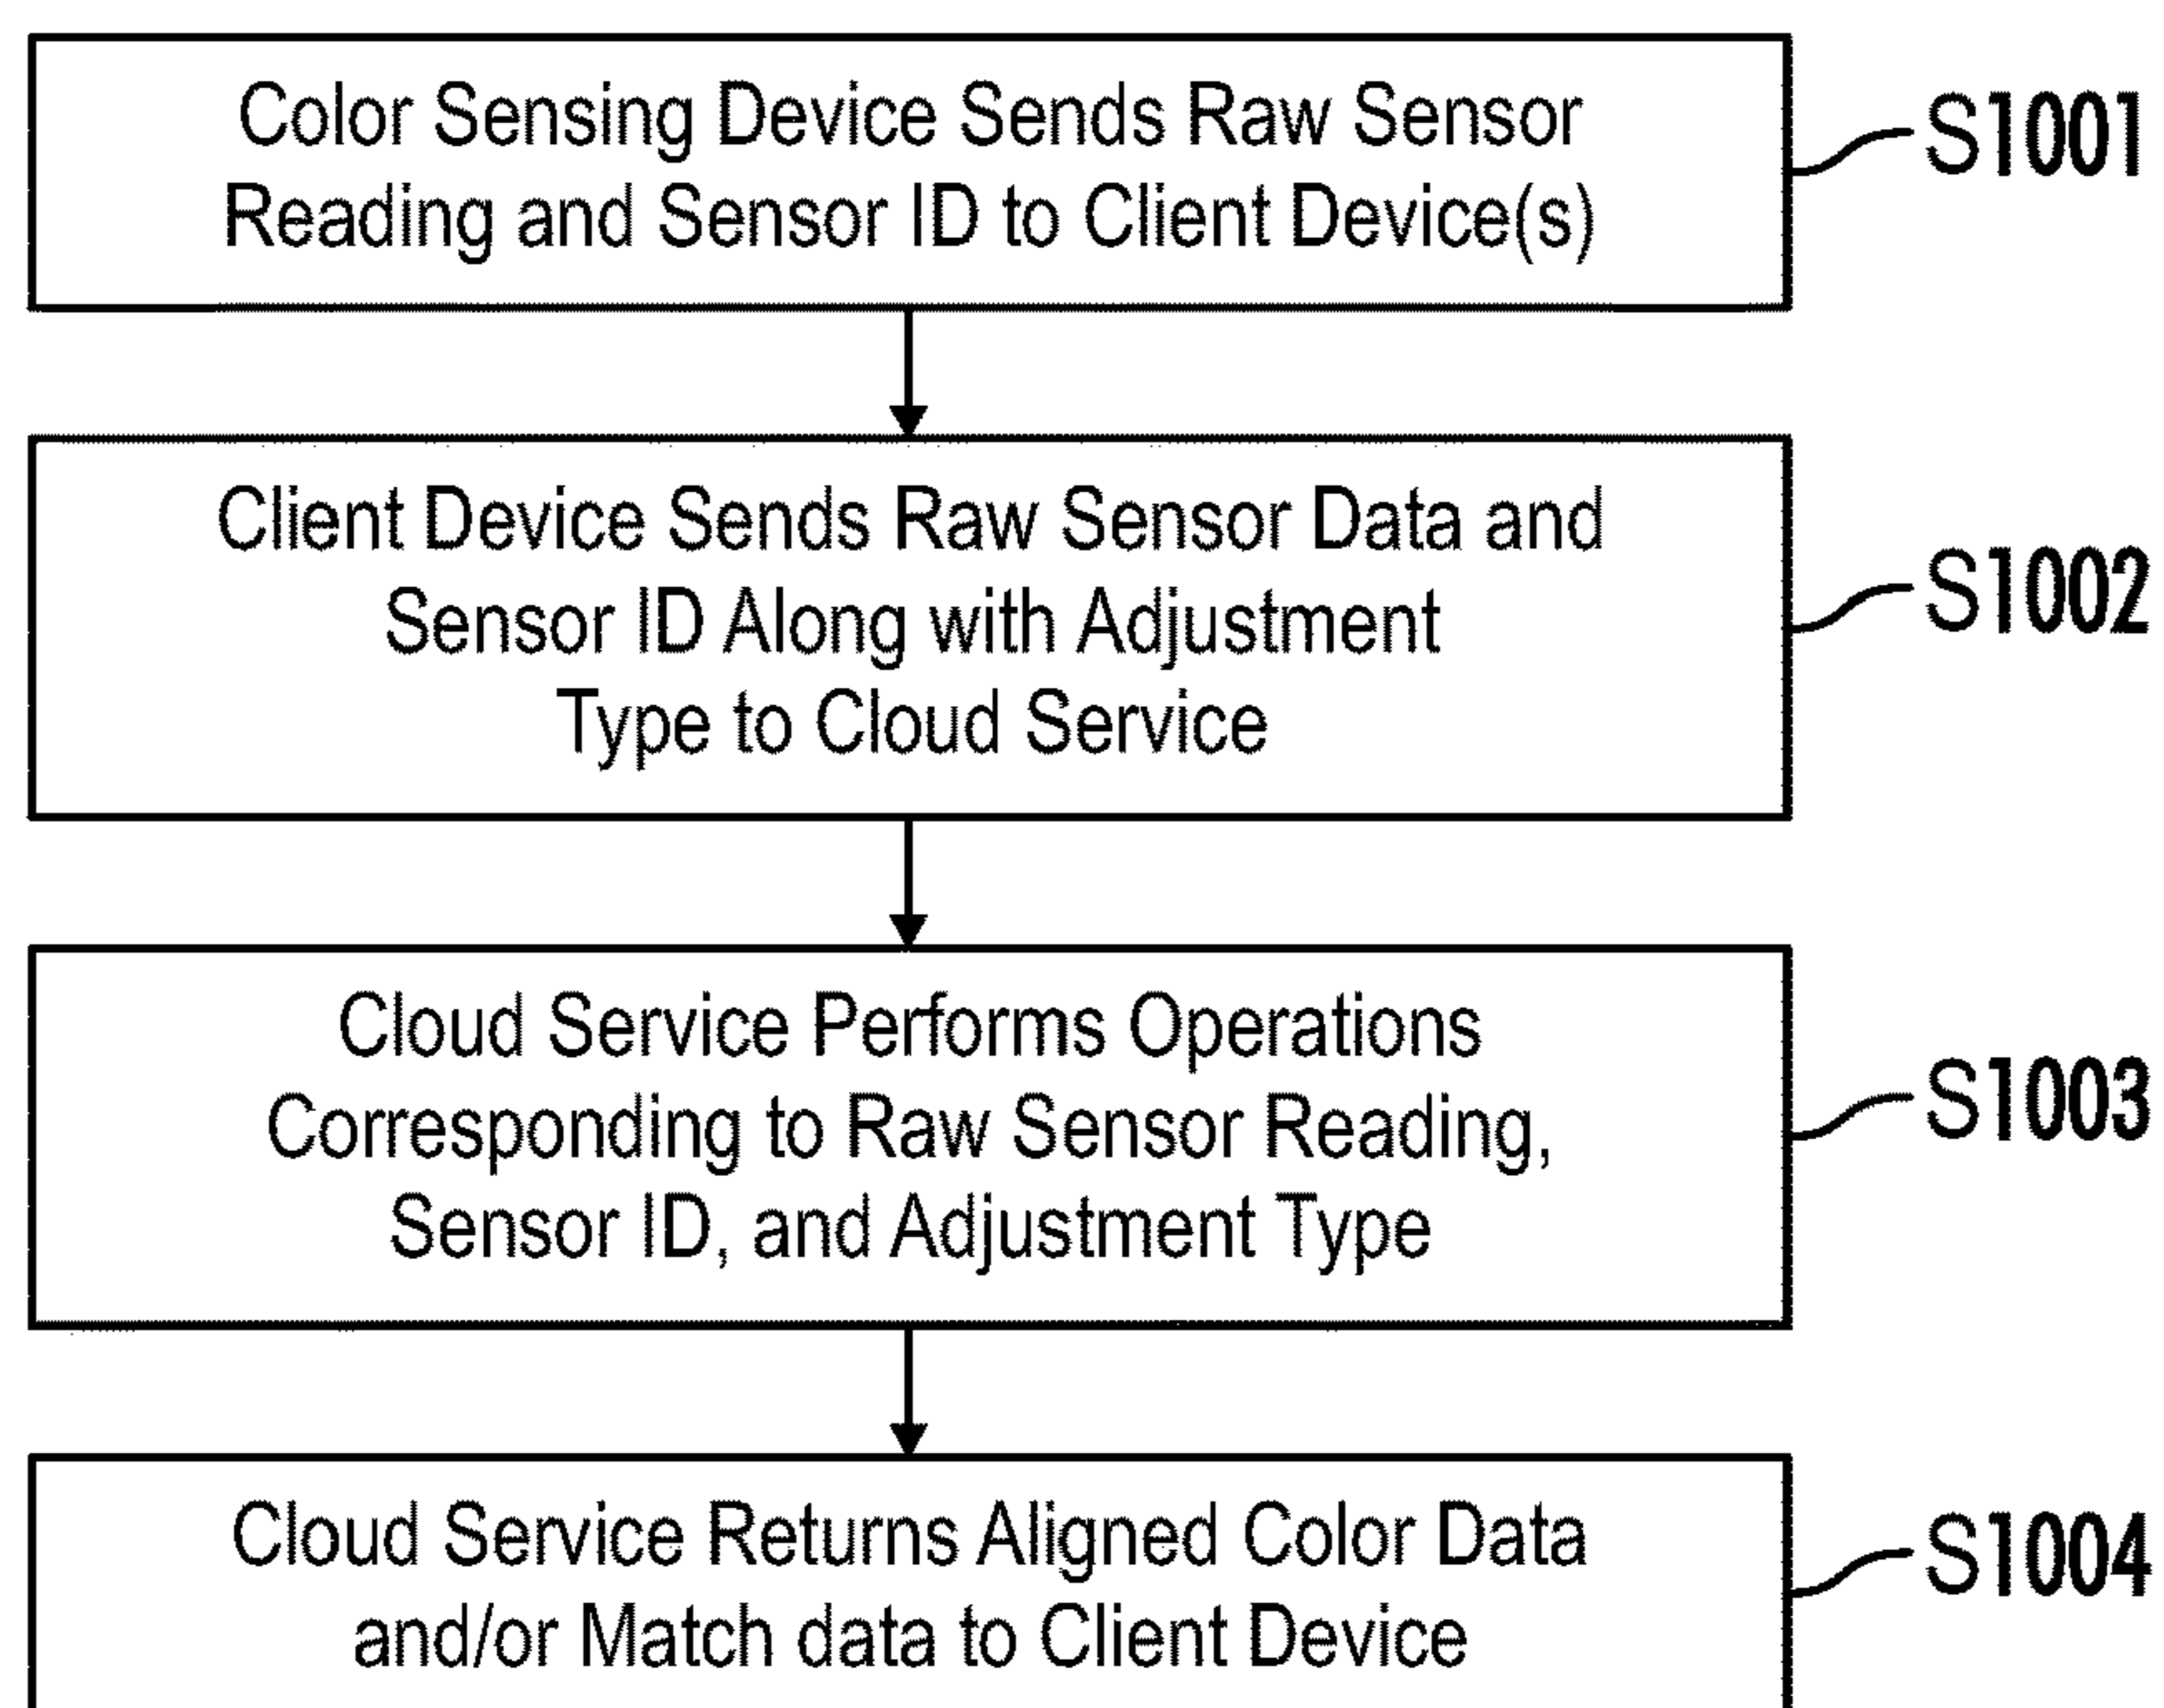 Color Sensing Device Sends Raw Sensor
Reading and Sensor ID to Client Device(s)
S1001
Client Device Sends Raw Sensor Data and
Sensor ID Along with Adjustment
Type to Cloud Service
S1002
Cloud Service Performs Operations
Corresponding to Raw Sensor Reading,
Sensor ID, and Adjustment Type
S1003
Cloud Service Returns Aligned Color Data
and/or Match data to Client Device
S1004